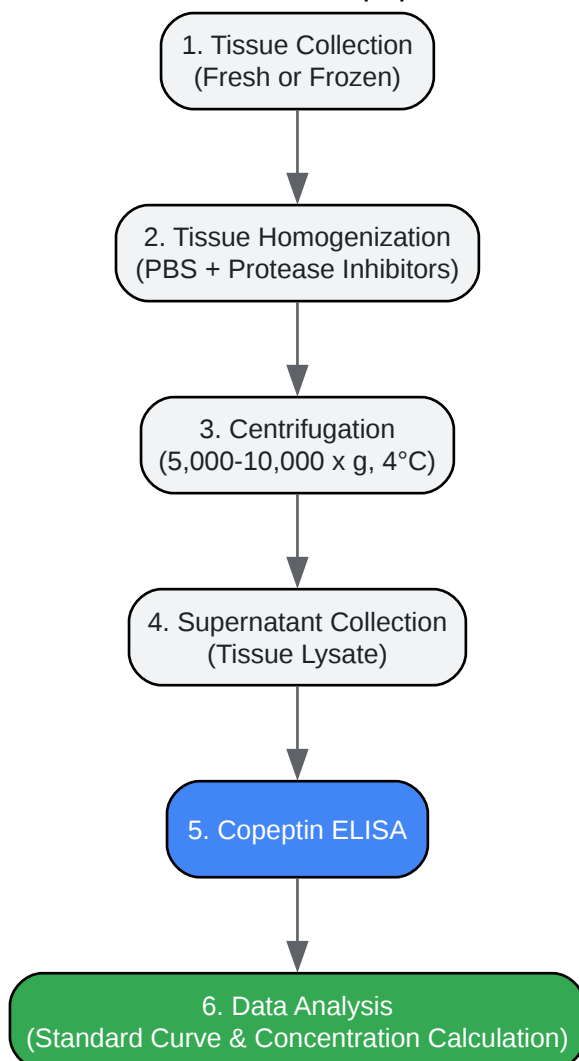 1. Tissue Collection
(Fresh or Frozen)
2. Tissue Homogenization
(PBS + Protease Inhibitors)
3. Centrifugation
(5,000-10,000 x g, 4°C)
4. Supernatant Collection
(Tissue Lysate)
5. Copeptin ELISA
6. Data Analysis
(Standard Curve & Concentration Calculation)